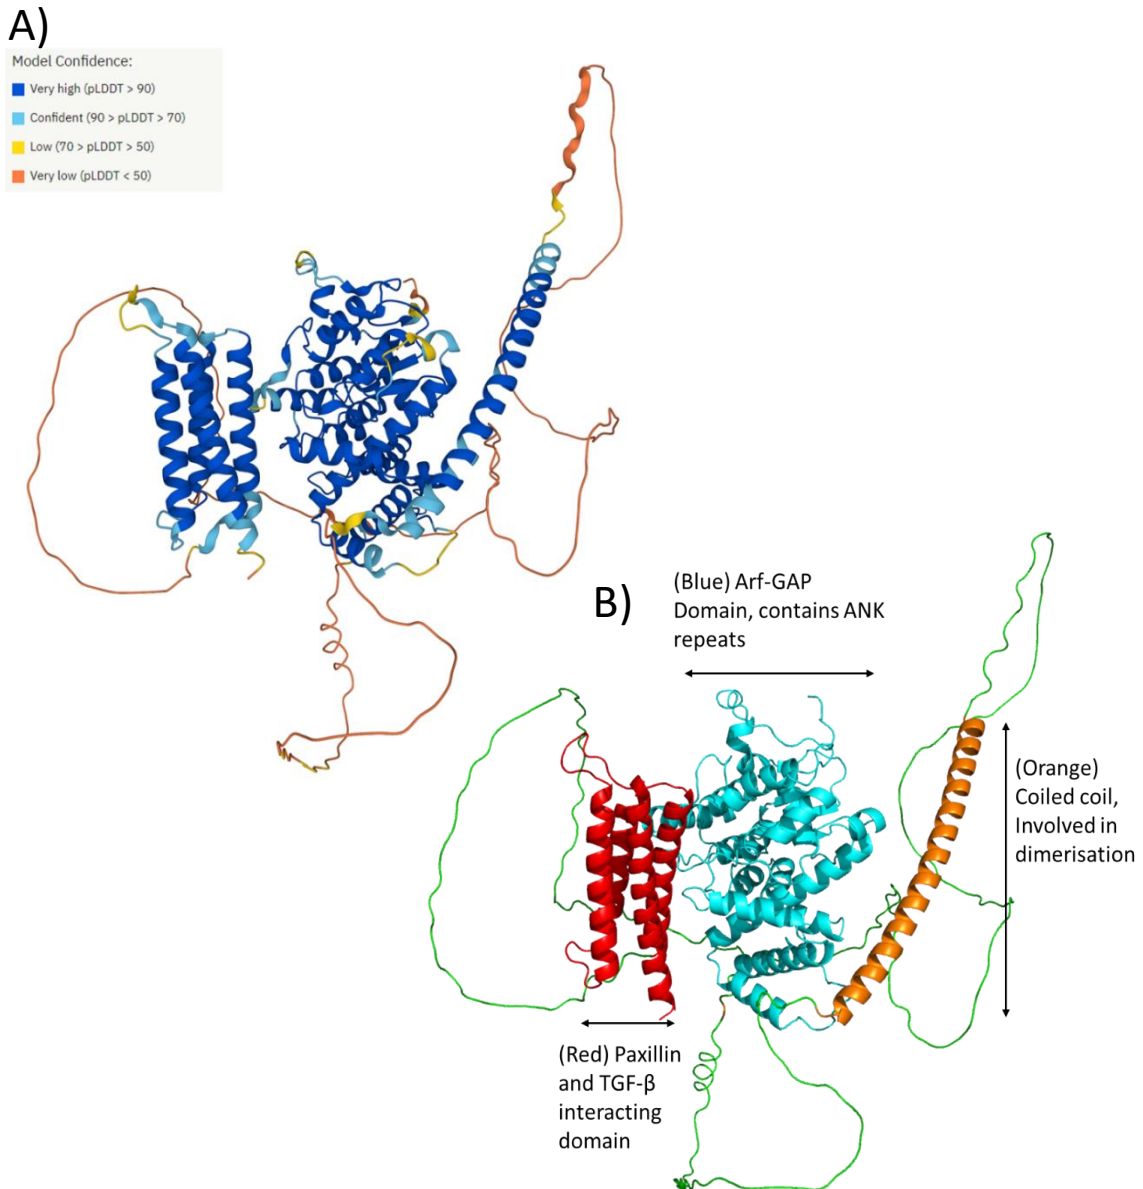 A)
Model Confidence:
Very high (pLDDT > 90)
Confident (90 > pLDDT > 70)
Low (70 > pLDDT > 50)
Very low (pLDDT < 50)
B)
(Blue) Arf-GAP
Domain, contains ANK
repeats
(Orange)
Coiled coil,
Involved in
dimerisation
(Red) Paxillin
and TGF-β
interacting
domain